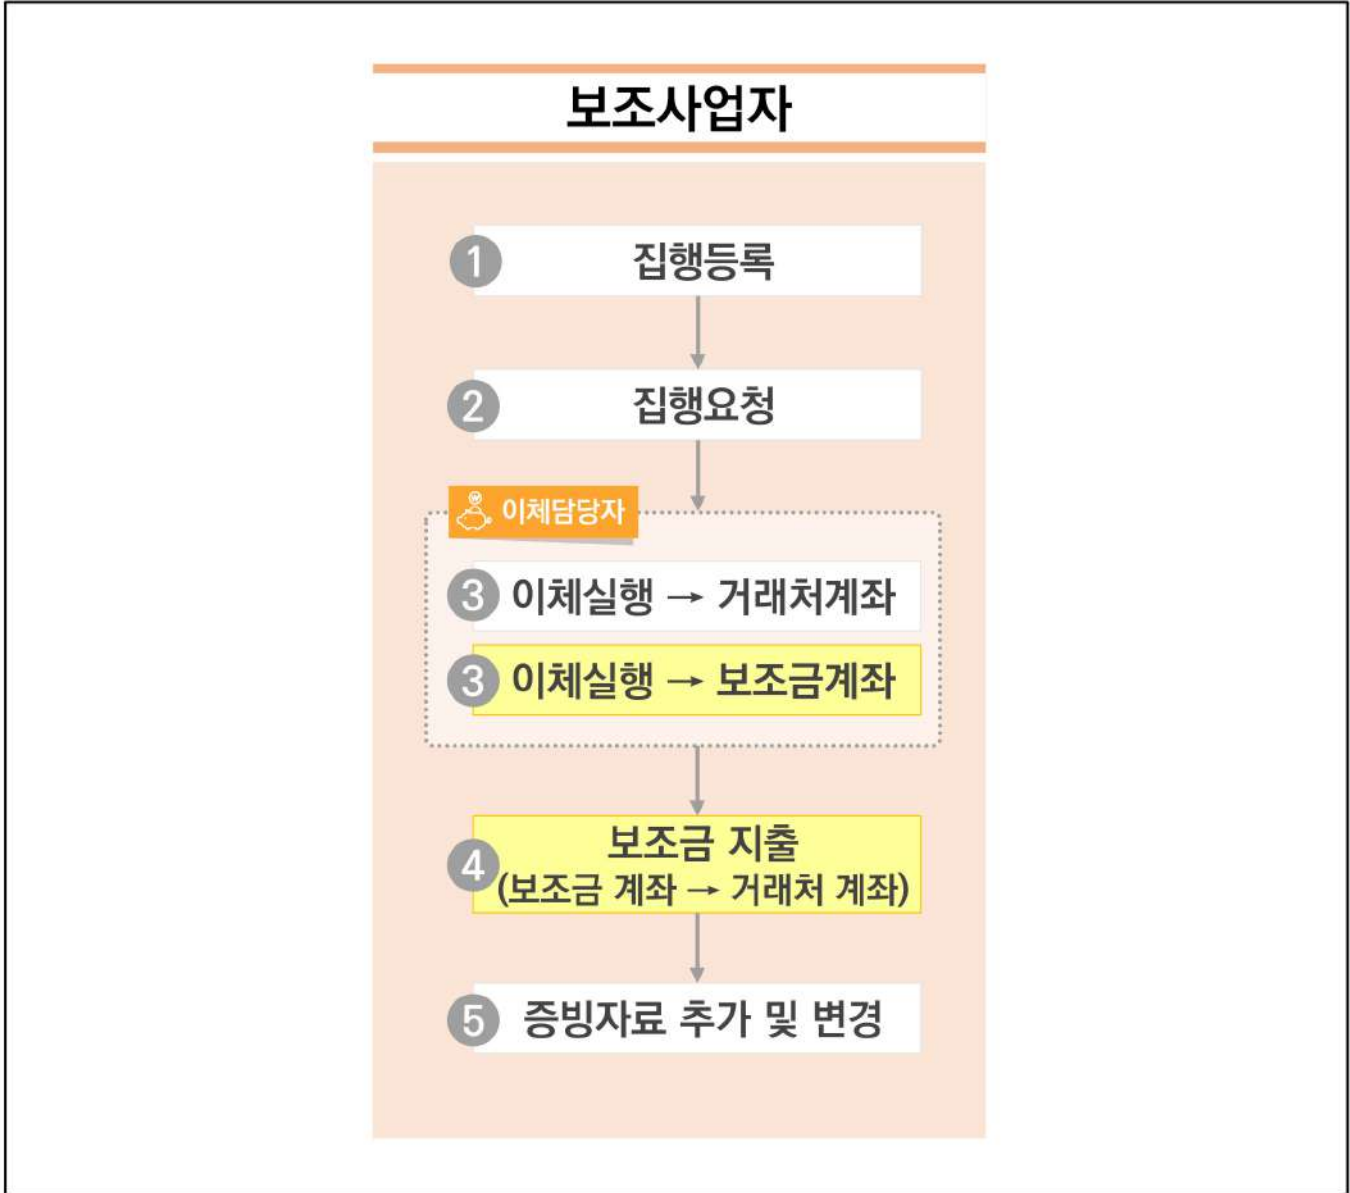 보조사업자
1 집행등록
2 집행요청
이체담당자
3 이체실행 → 거래처계좌
3 이체실행 → 보조금계좌
4 보조금 지출
(보조금 계좌 → 거래처 계좌)
5 증빙자료 추가 및 변경